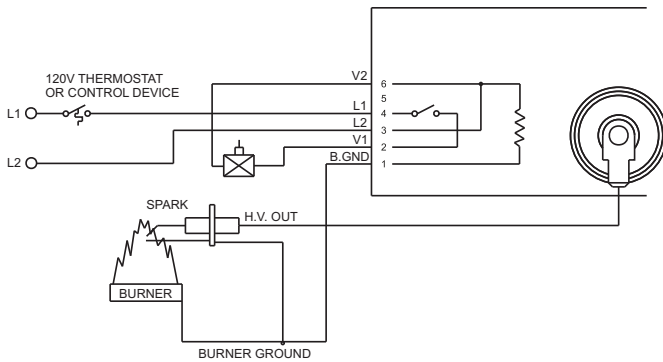 120V THERMOSTAT
OR CONTROL DEVICE
L1
L2
V2
L1
L2
V1
B.GND
6
5
4
3
2
1
SPARK
H.V. OUT
BURNER
BURNER GROUND